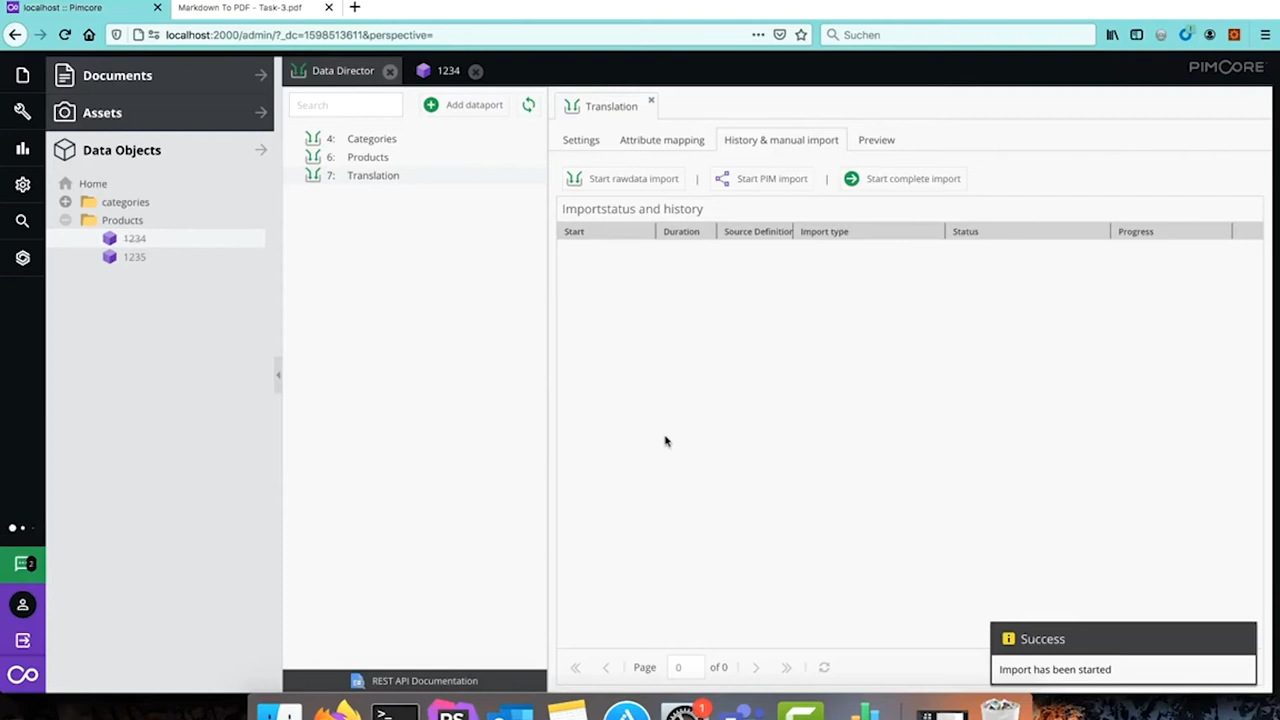 localhost :: Pimcore
Markdown To PDF - Task-3.pdf
localhost:2000/admin/?_dc=1598513611&perspective=
Suchen
Documents
Assets
Data Objects
Home
categories
Products
1234
1235
2
Data Director
1234
PIMCORE
Search
Add dataport
4: Categories
6: Products
7: Translation
REST API Documentation
Translation
Settings
Attribute mapping
History & manual import
Preview
Start rawdata import
|
Start PIM import
|
Start complete import
Importstatus and history
Start
Duration
Source Definition
Import type
Status
Progress
Page
0
of 0
Success
Import has been started
PS
1